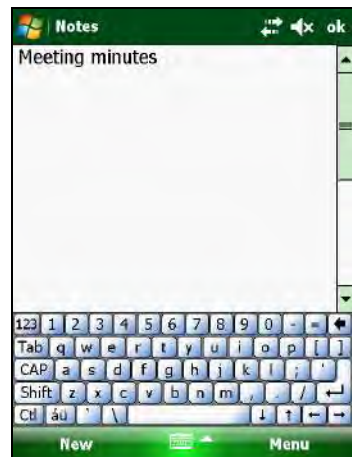 Notes ok
Meeting minutes
123 1 2 3 4 5 6 7 8 9 0 - =
Tab q w e r t y u i o p [ ]
CAP a s d f g h j k l ; '
Shift z x c v b n m , . /
Ctl áü ` \
New Menu